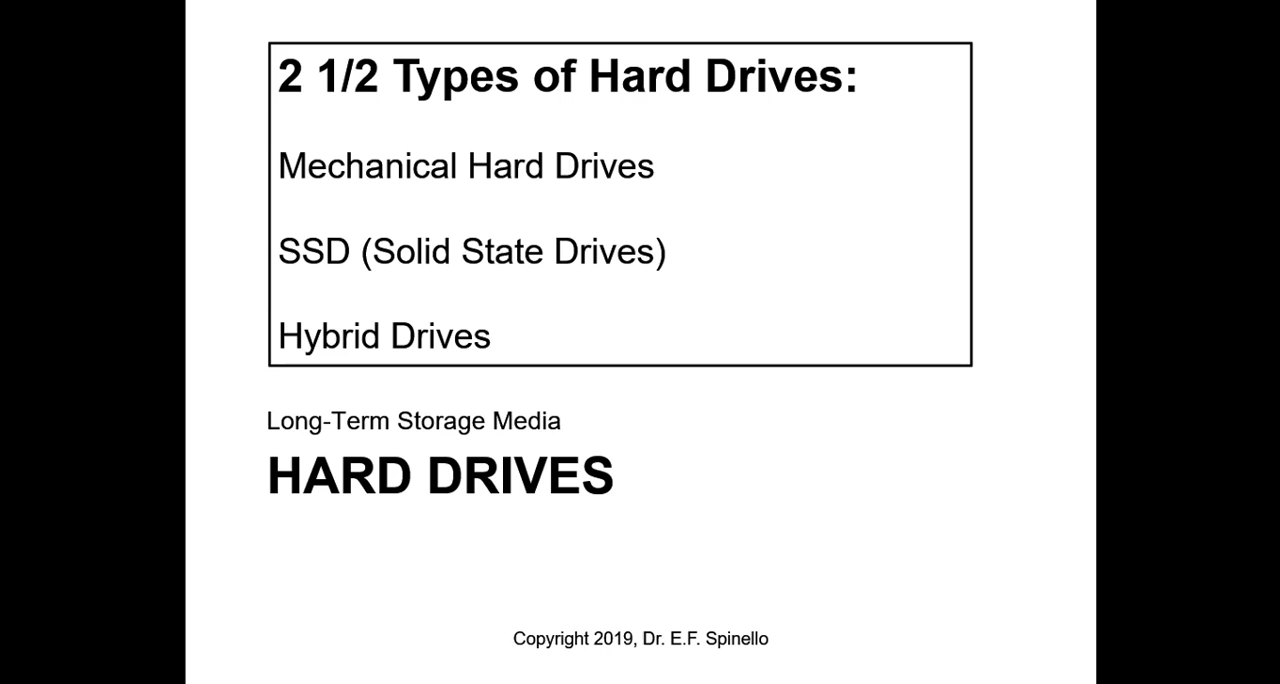 2 1/2 Types of Hard Drives:
Mechanical Hard Drives
SSD (Solid State Drives)
Hybrid Drives
Long-Term Storage Media
HARD DRIVES
Copyright 2019, Dr. E.F. Spinello